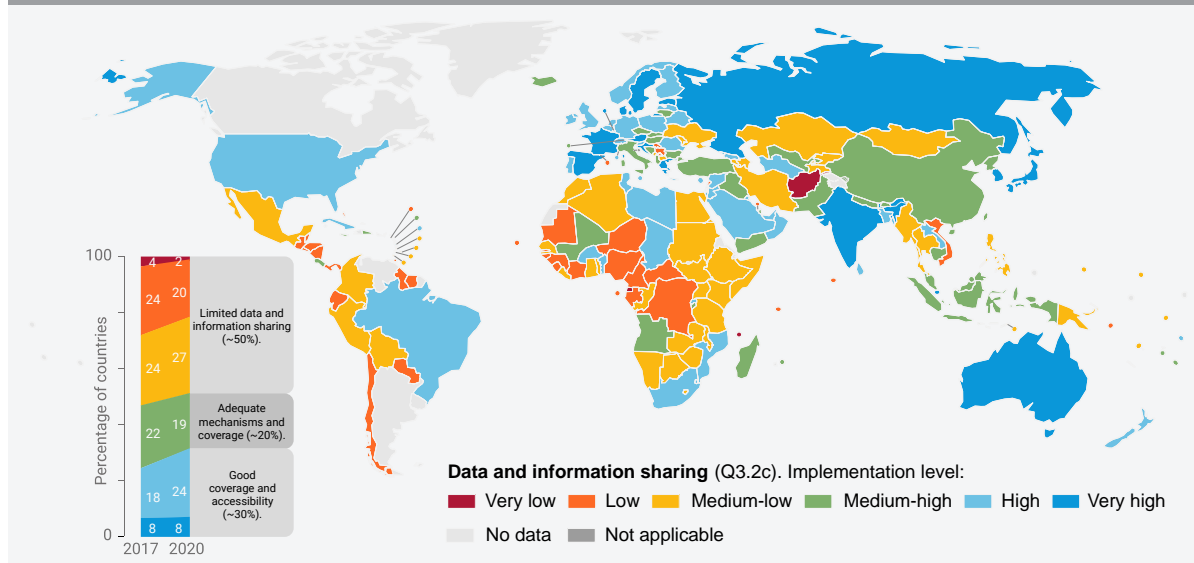 100
4 2
24 20
Limited data and
information sharing
(~50%).
24 27
Percentage of countries
22 19
Adequate
mechanisms and
coverage (~20%).
18 24
Good
coverage and
accessibility
(~30%).
8 8
0
2017 2020
Data and information sharing (Q3.2c). Implementation level:
Very low Low Medium-low Medium-high High Very high
No data Not applicable